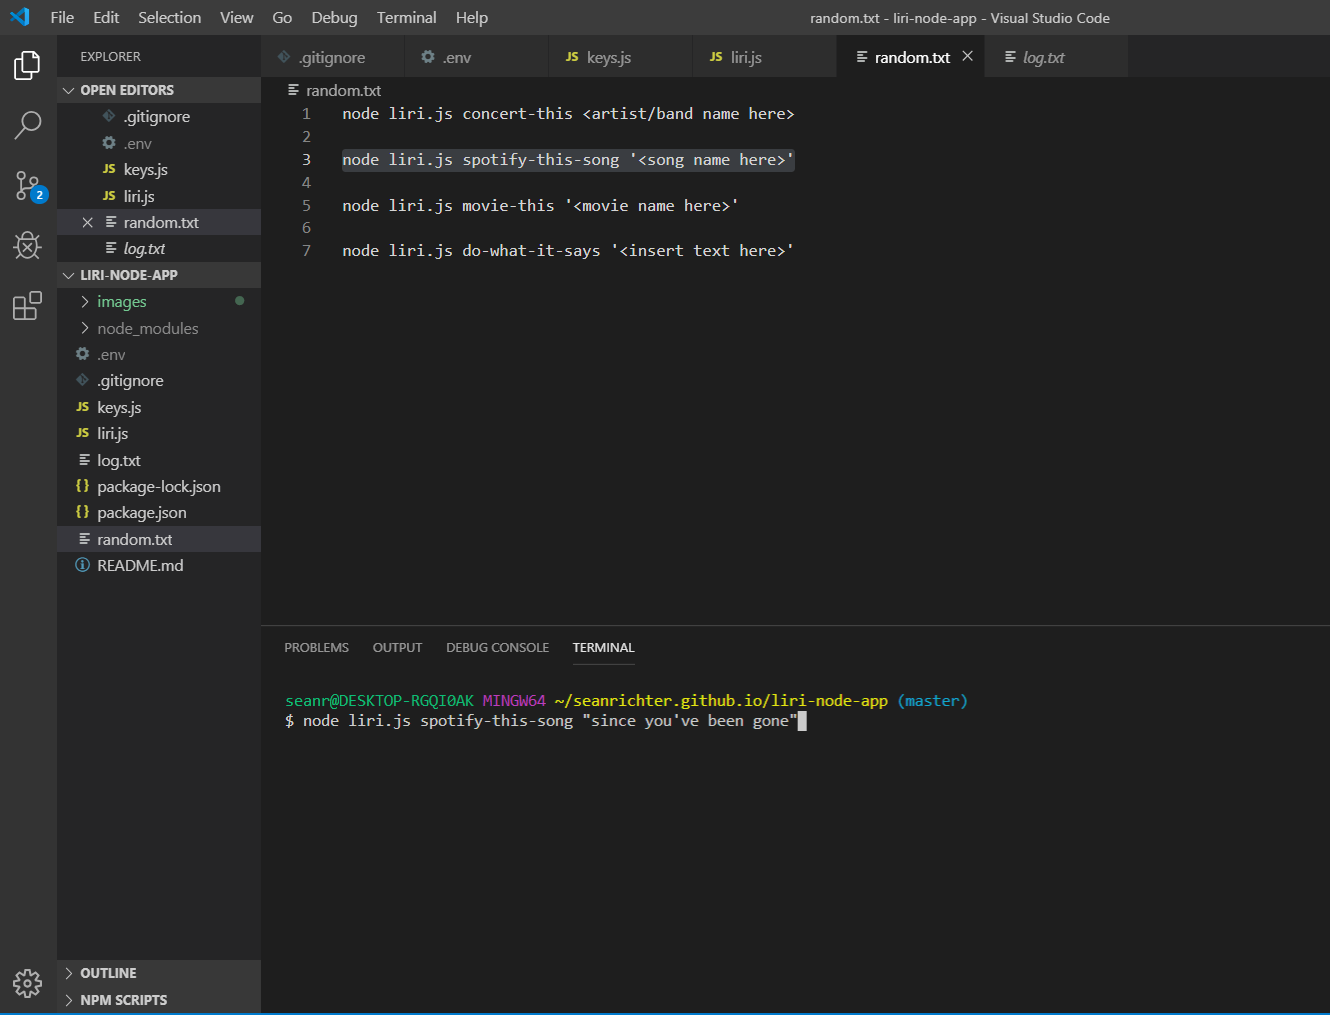 File Edit Selection View Go Debug Terminal Help
random.txt - liri-node-app - Visual Studio Code
EXPLORER
OPEN EDITORS
.gitignore
.env
JS keys.js
JS liri.js
random.txt
log.txt
LIRI-NODE-APP
images
node_modules
.env
.gitignore
JS keys.js
JS liri.js
log.txt
{} package-lock.json
{} package.json
random.txt
README.md
OUTLINE
NPM SCRIPTS
2
.gitignore .env JS keys.js JS liri.js random.txt log.txt
random.txt
1 node liri.js concert-this <artist/band name here>
2
3 node liri.js spotify-this-song '<song name here>'
4
5 node liri.js movie-this '<movie name here>'
6
7 node liri.js do-what-it-says '<insert text here>'
PROBLEMS OUTPUT DEBUG CONSOLE TERMINAL
seanr@DESKTOP-RGQI0AK MINGW64 ~/seanrichter.github.io/liri-node-app (master)
$ node liri.js spotify-this-song "since you've been gone"